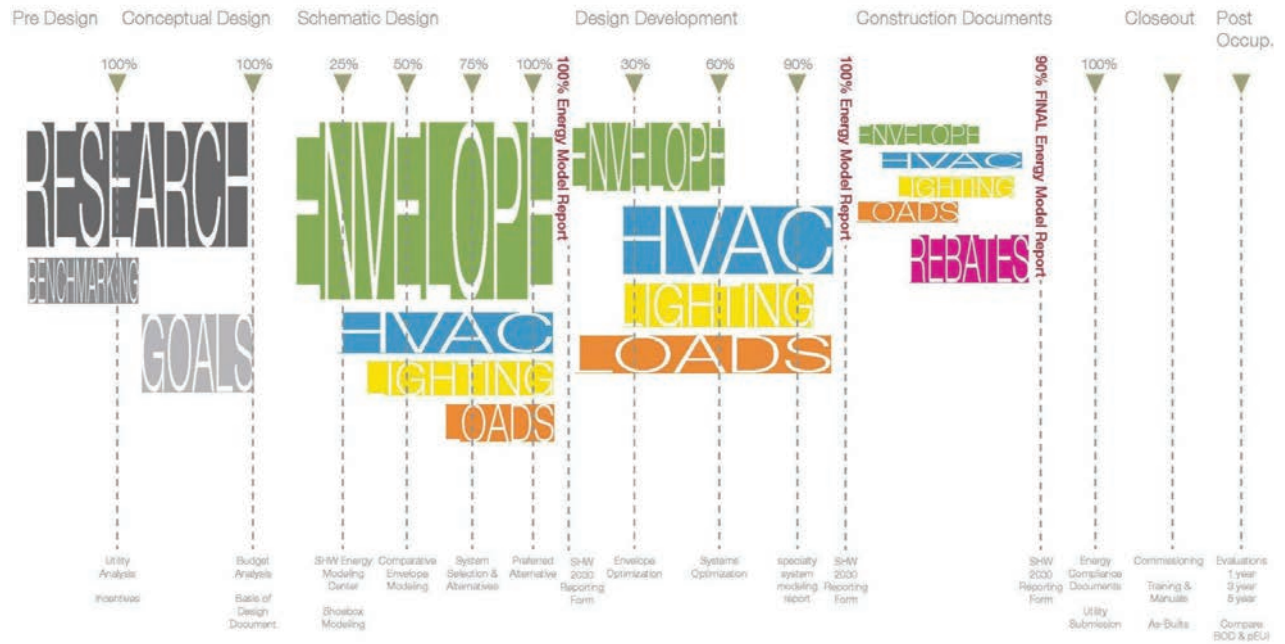 Pre Design
Conceptual Design
Schematic Design
Design Development
Construction Documents
Closeout
Post
Occup.
100%
100%
25%
50%
75%
100%
30%
60%
90%
100%
100% Energy Model Report
100% Energy Model Report
90% FINAL Energy Model Report
RESEARCH
BENCHMARKING
GOALS
ENVELOPE
HVAC
LIGHTING
LOADS
ENVELOPE
HVAC
LIGHTING
LOADS
ENVELOPE
HVAC
LIGHTING
LOADS
REBATES
Utility
Analysis
Incentives
Budget
Analysis
Basis of
Design
Document
SHW Energy
Modeling
Center
Shoebox
Modeling
Comparative
Envelope
Modeling
System
Selection &
Alternatives
Preferred
Alternative
SHW
2030
Reporting
Form
Envelope
Optimization
Systems
Optimization
specialty
system
modeling
report
SHW
2030
Reporting
Form
SHW
2030
Reporting
Form
Energy
Compliance
Documents
Utility
Submission
Commissioning
Training &
Manuals
As-Builts
Evaluations
1 year
3 year
5 year
Compare
BOD & pEUI